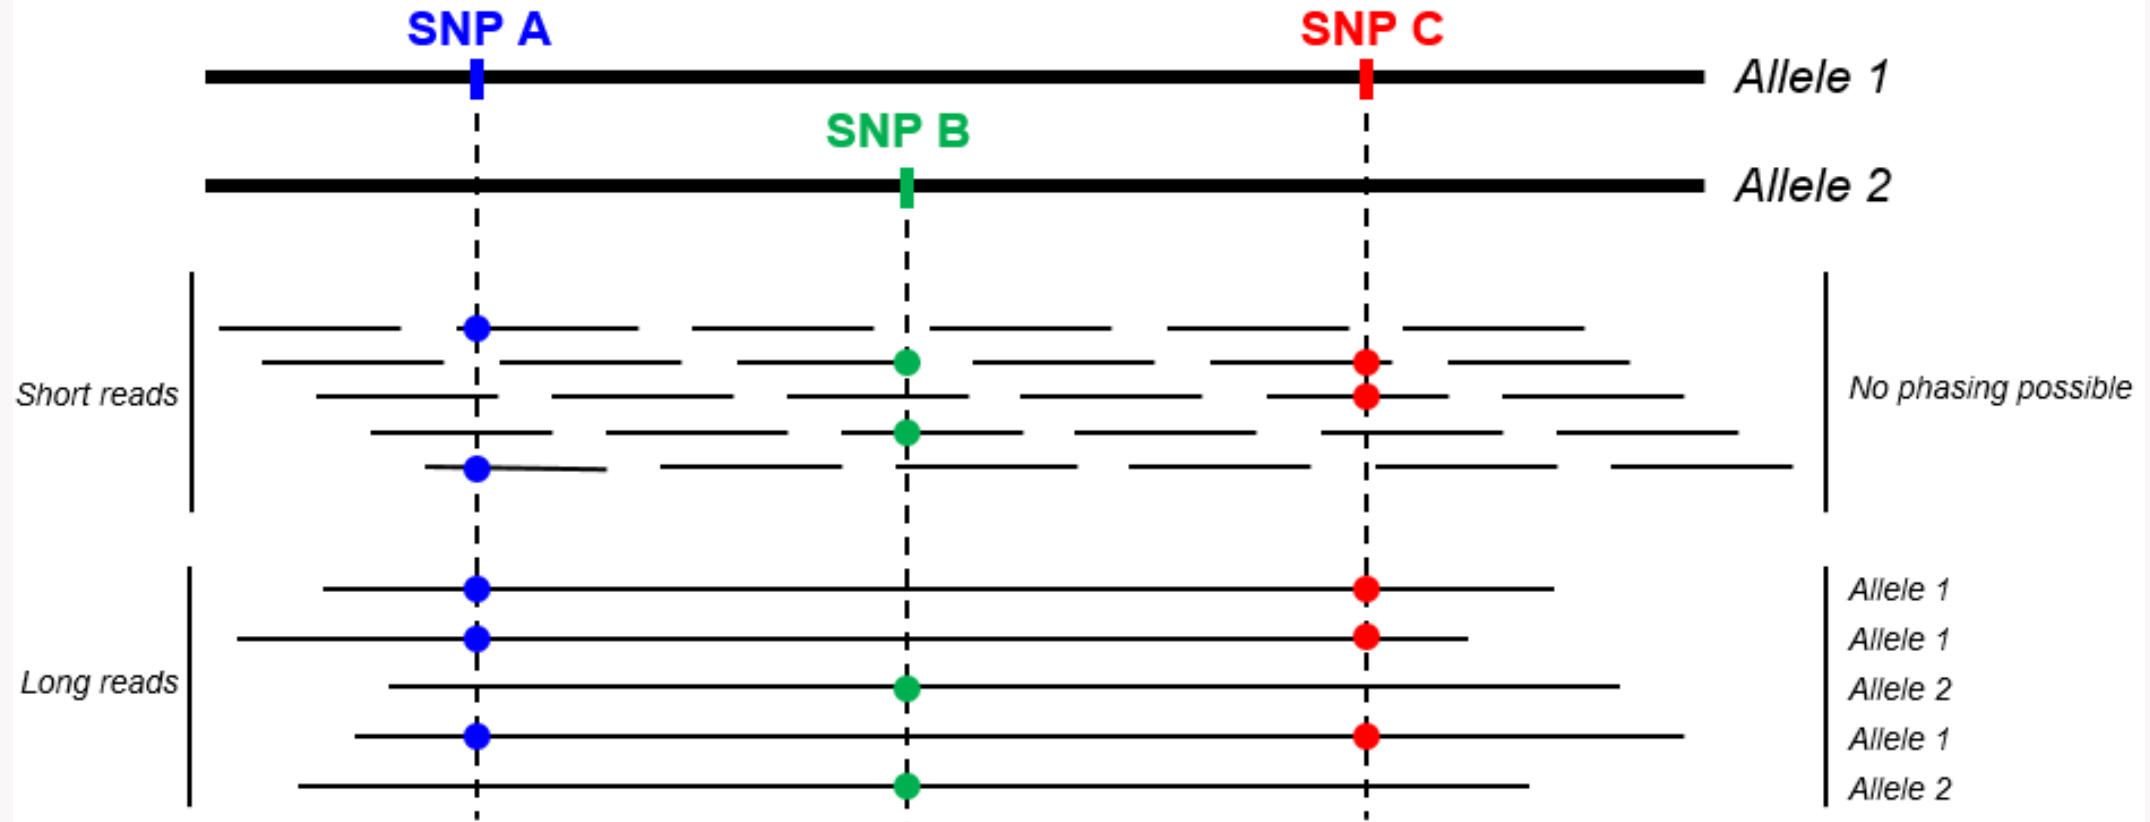 SNP A
SNP C
Allele 1
SNP B
Allele 2
Short reads
No phasing possible
Long reads
Allele 1
Allele 1
Allele 2
Allele 1
Allele 2